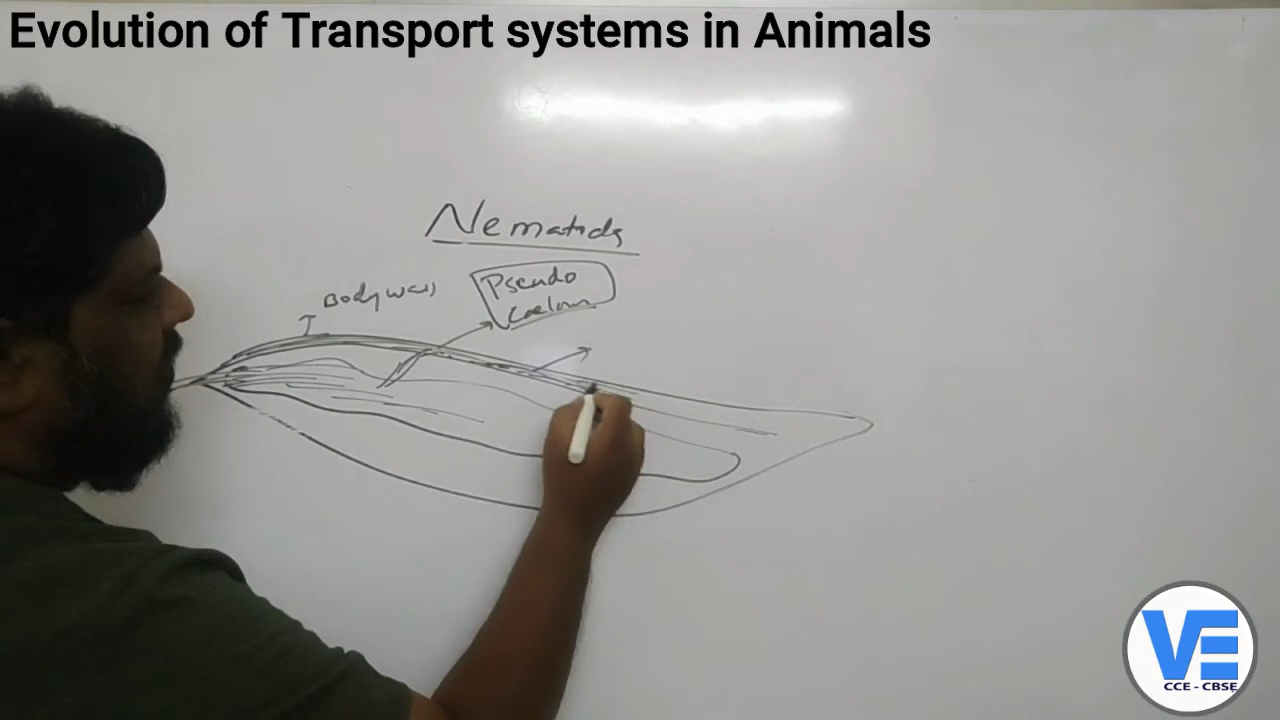 Evolution of Transport systems in Animals
Nematods
Body wall
Pseudo
Coelom
VE
CCE - CBSE